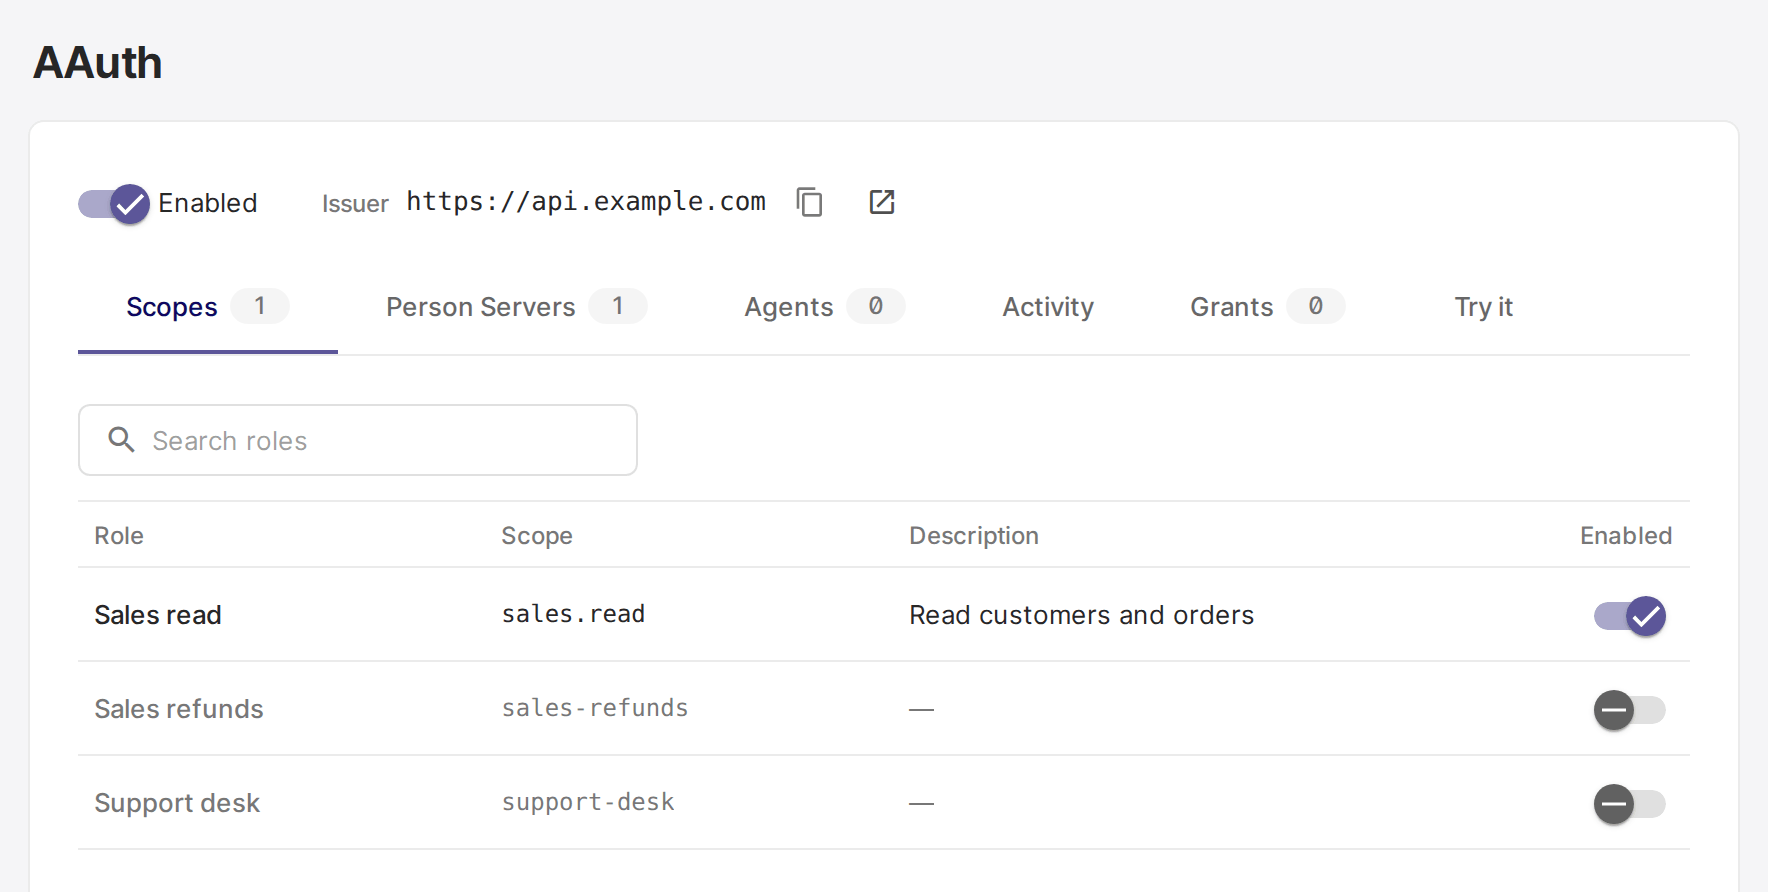 AAuth
Enabled Issuer https://api.example.com
Scopes 1 Person Servers 1 Agents 0 Activity Grants 0 Try it
Search roles
Role Scope Description Enabled
Sales read sales.read Read customers and orders
Sales refunds sales-refunds —
Support desk support-desk —